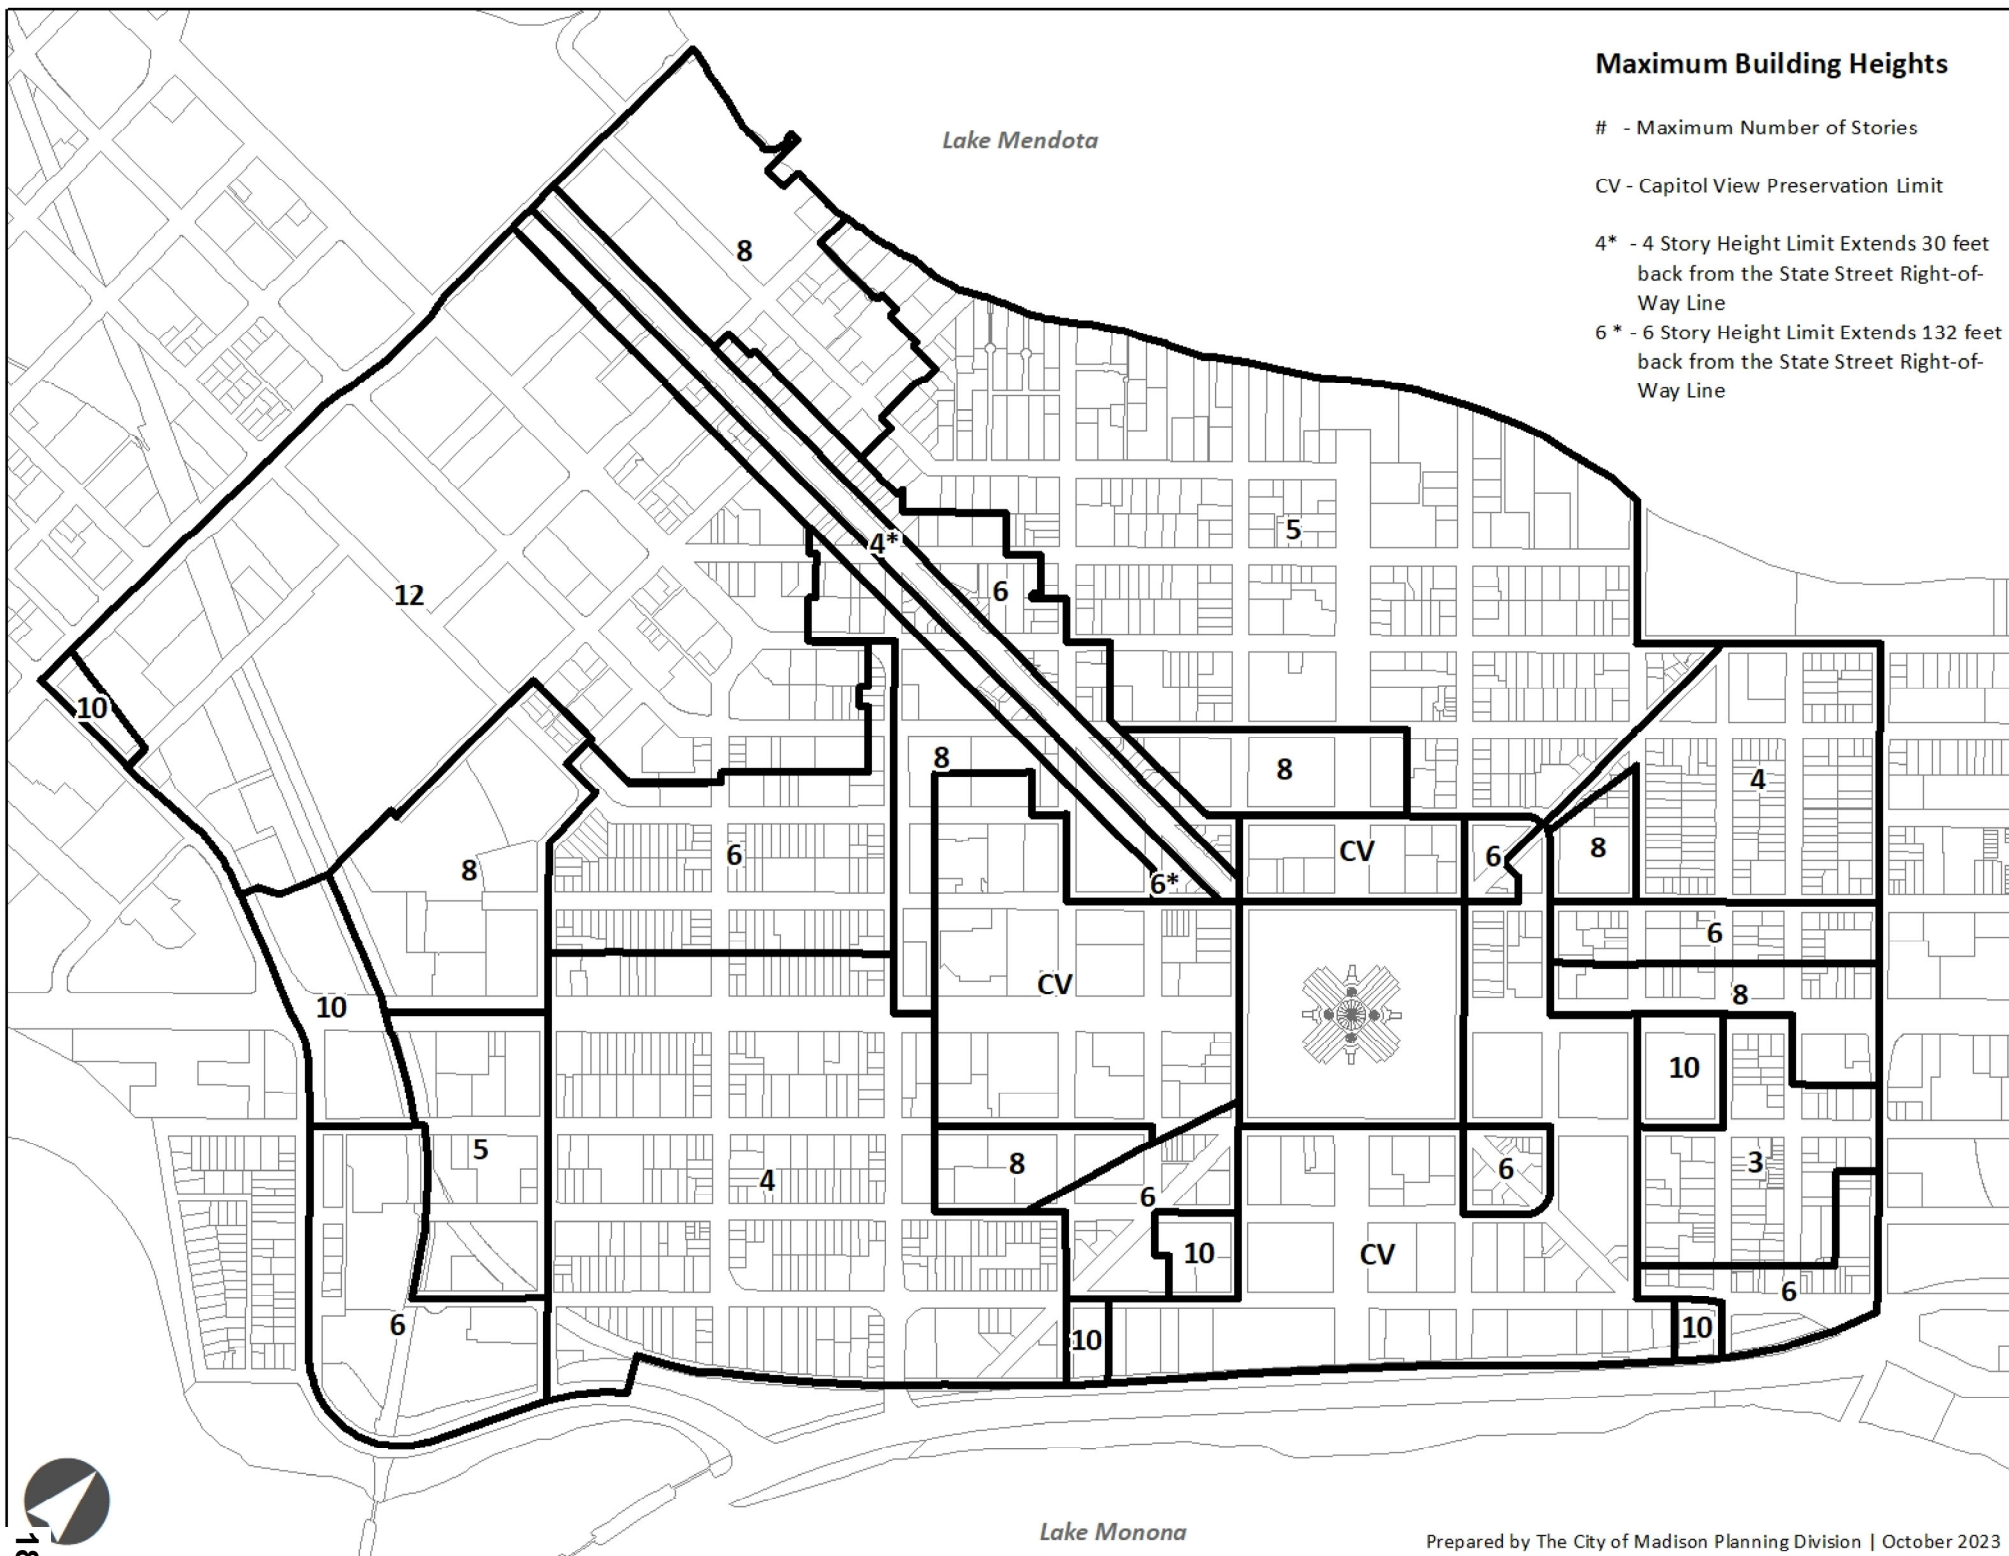 Maximum Building Heights
# - Maximum Number of Stories
CV - Capitol View Preservation Limit
4* - 4 Story Height Limit Extends 30 feet
back from the State Street Right-of-
Way Line
6 * - 6 Story Height Limit Extends 132 feet
back from the State Street Right-of-
Way Line
Lake Mendota
8
5
4*
6
12
10
8
8
4
CV
6
8
6
8
6*
6
CV
8
10
10
5
4
8
6
6
10
3
10
CV
6
6
10
10
Lake Monona
Prepared by The City of Madison Planning Division | October 2023
18